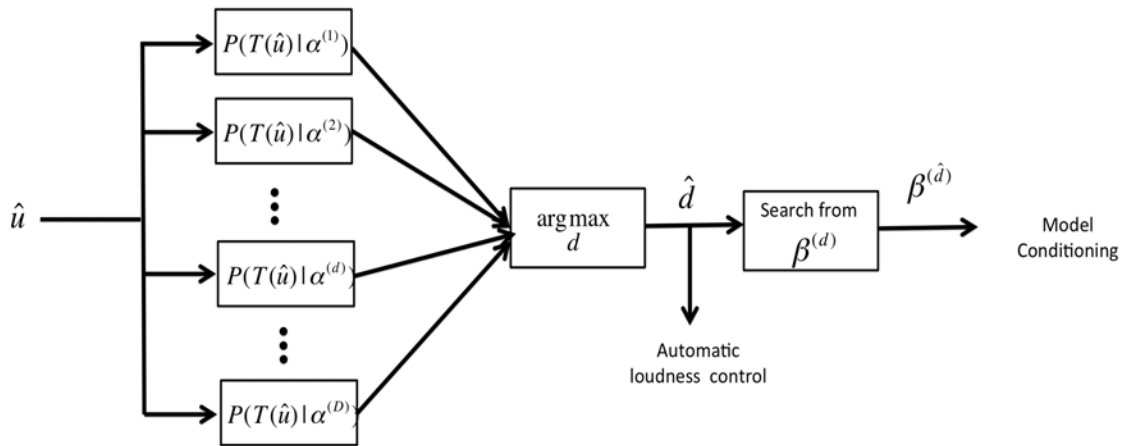 û
P(T(û) | α⁽¹⁾)
P(T(û) | α⁽²⁾)
P(T(û) | α⁽ᵈ⁾)
P(T(û) | α⁽ᴰ⁾)
arg max
d
d̂
Search from
β⁽ᵈ⁾
β⁽ᵈ̂⁾
Model
Conditioning
Automatic
loudness control